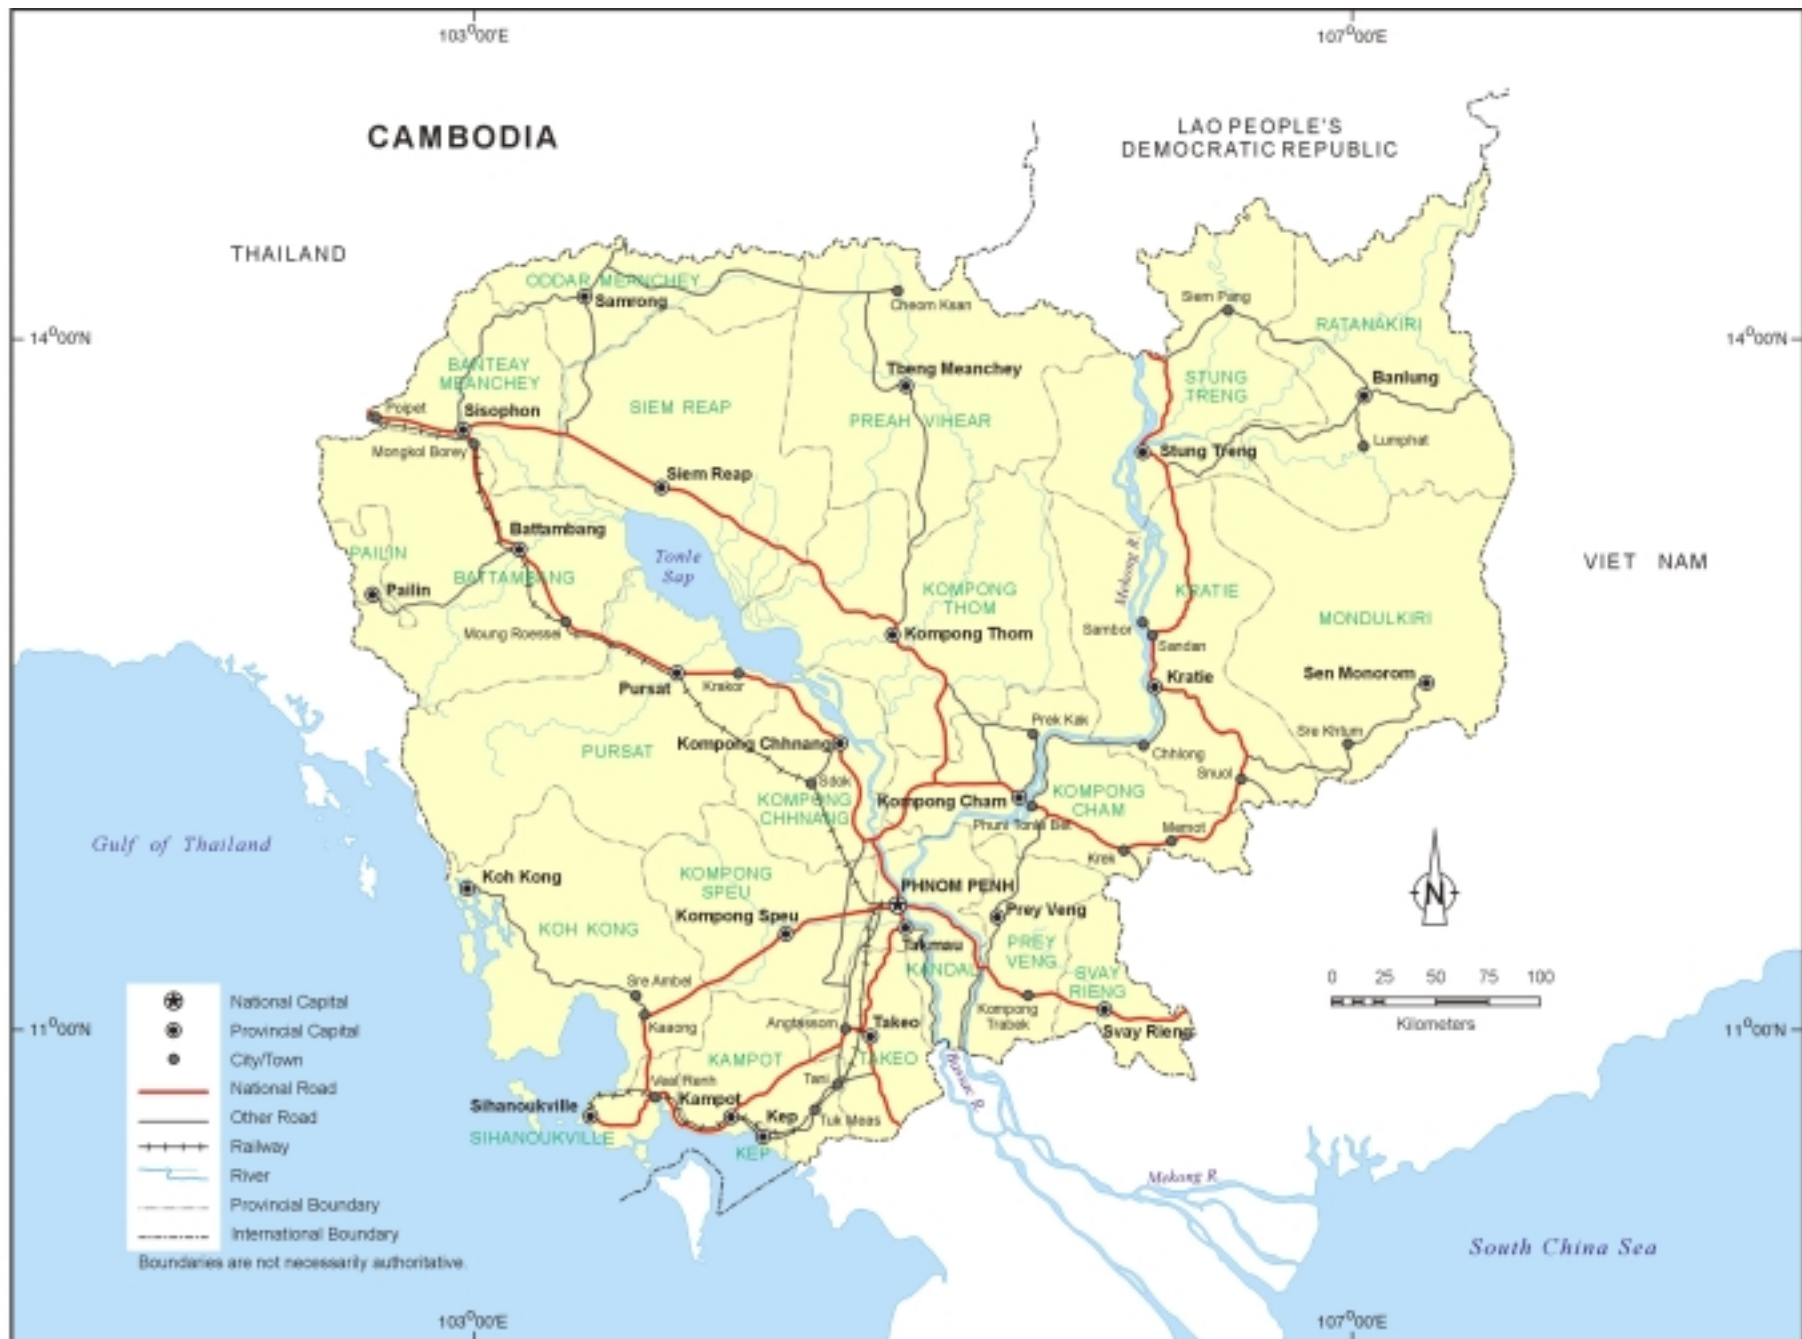 103°00'E
107°00'E
CAMBODIA
LAO PEOPLE'S
DEMOCRATIC REPUBLIC
THAILAND
ODDAR MEANCHEY
Samrong
Cheom Ksan
Siem Pang
RATANAKIRI
14°00'N
14°00'N
BANTEAY
MEANCHEY
Tbeng Meanchey
STUNG
TRENG
Banlung
Poipet
Sisophon
SIEM REAP
PREAH VIHEAR
Mongkol Borey
Lumphat
Stung Treng
Siem Reap
Battambang
Tonle
Sap
Mekong R.
PAILIN
BATTAMBANG
VIET NAM
Pailin
KOMPONG
THOM
KRATIE
MONDULKIRI
Moung Roessei
Kompong Thom
Sambor
Sandan
Pursat
Krakor
Kratie
Sen Monorom
Prek Kak
Sre Khtum
PURSAT
Kompong Chhnang
Chhlong
Snuol
Sdok
KOMPONG
CHHNANG
Kompong Cham
KOMPONG
CHAM
Phum Tonle Bet
Memot
Krek
Gulf of Thailand
Koh Kong
KOMPONG
SPEU
PHNOM PENH
N
Kompong Speu
Prey Veng
KOH KONG
Takmau
KANDAL
PREY
VENG
SVAY
RIENG
Sre Ambel
Kompong
Trabek
0 25 50 75 100
Kilometers
National Capital
Provincial Capital
City/Town
National Road
Other Road
Railway
River
Provincial Boundary
International Boundary
Boundaries are not necessarily authoritative.
11°00'N
11°00'N
Kaaong
Angtassom
Takeo
Svay Rieng
KAMPOT
TAKEO
Veal Renh
Tani
Bassac R.
Sihanoukville
Kampot
Kep
Tuk Meas
SIHANOUKVILLE
KEP
Mekong R.
South China Sea
103°00'E
107°00'E